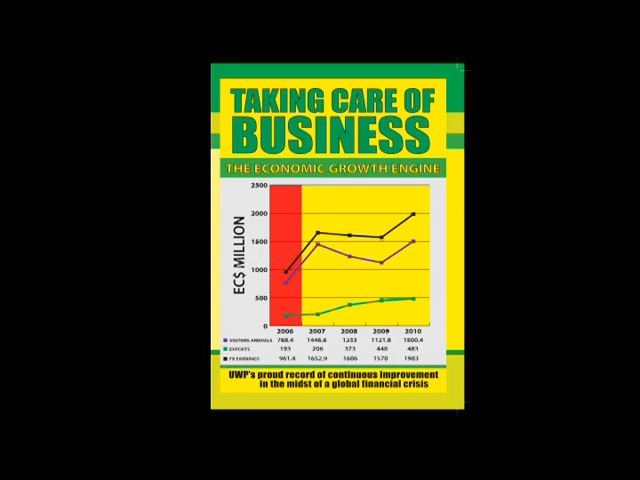 TAKING CARE OF
BUSINESS
THE ECONOMIC GROWTH ENGINE
EC$ MILLION
2500
2000
1500
1000
500
0
2006 2007 2008 2009 2010
VISITORS ARRIVALS 768.4 1446.6 1233 1121.8 1500.4
EXPORTS 193 206 373 448 483
FX EARNINGS 961.4 1652.9 1606 1570 1983
UWP's proud record of continuous improvement
in the midst of a global financial crisis